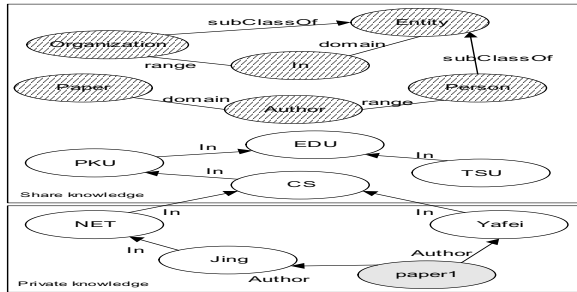 subClassOf
Entity
Organization
domain
subClassOf
range
In
Paper
domain
Author
range
Person
In
EDU
In
PKU
In
TSU
CS
Share knowledge
NET
In
In
Yafei
In
Jing
Author
Author
paper1
Private knowledge